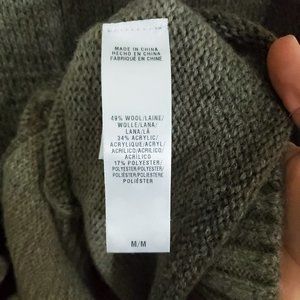 MADE IN CHINA
HECHO EN CHINA
FABRIQUÉ EN CHINE
49% WOOL/LAINE/
WOLLE/LANA/
LANA/LÃ
34% ACRYLIC/
ACRYLIQUE/ACRYL/
ACRILICO/ACRILICO/
ACRÍLICO
17% POLYESTER/
POLYESTER/POLYESTER/
POLIESTERE/POLIESTER/
POLIÉSTER
M/M